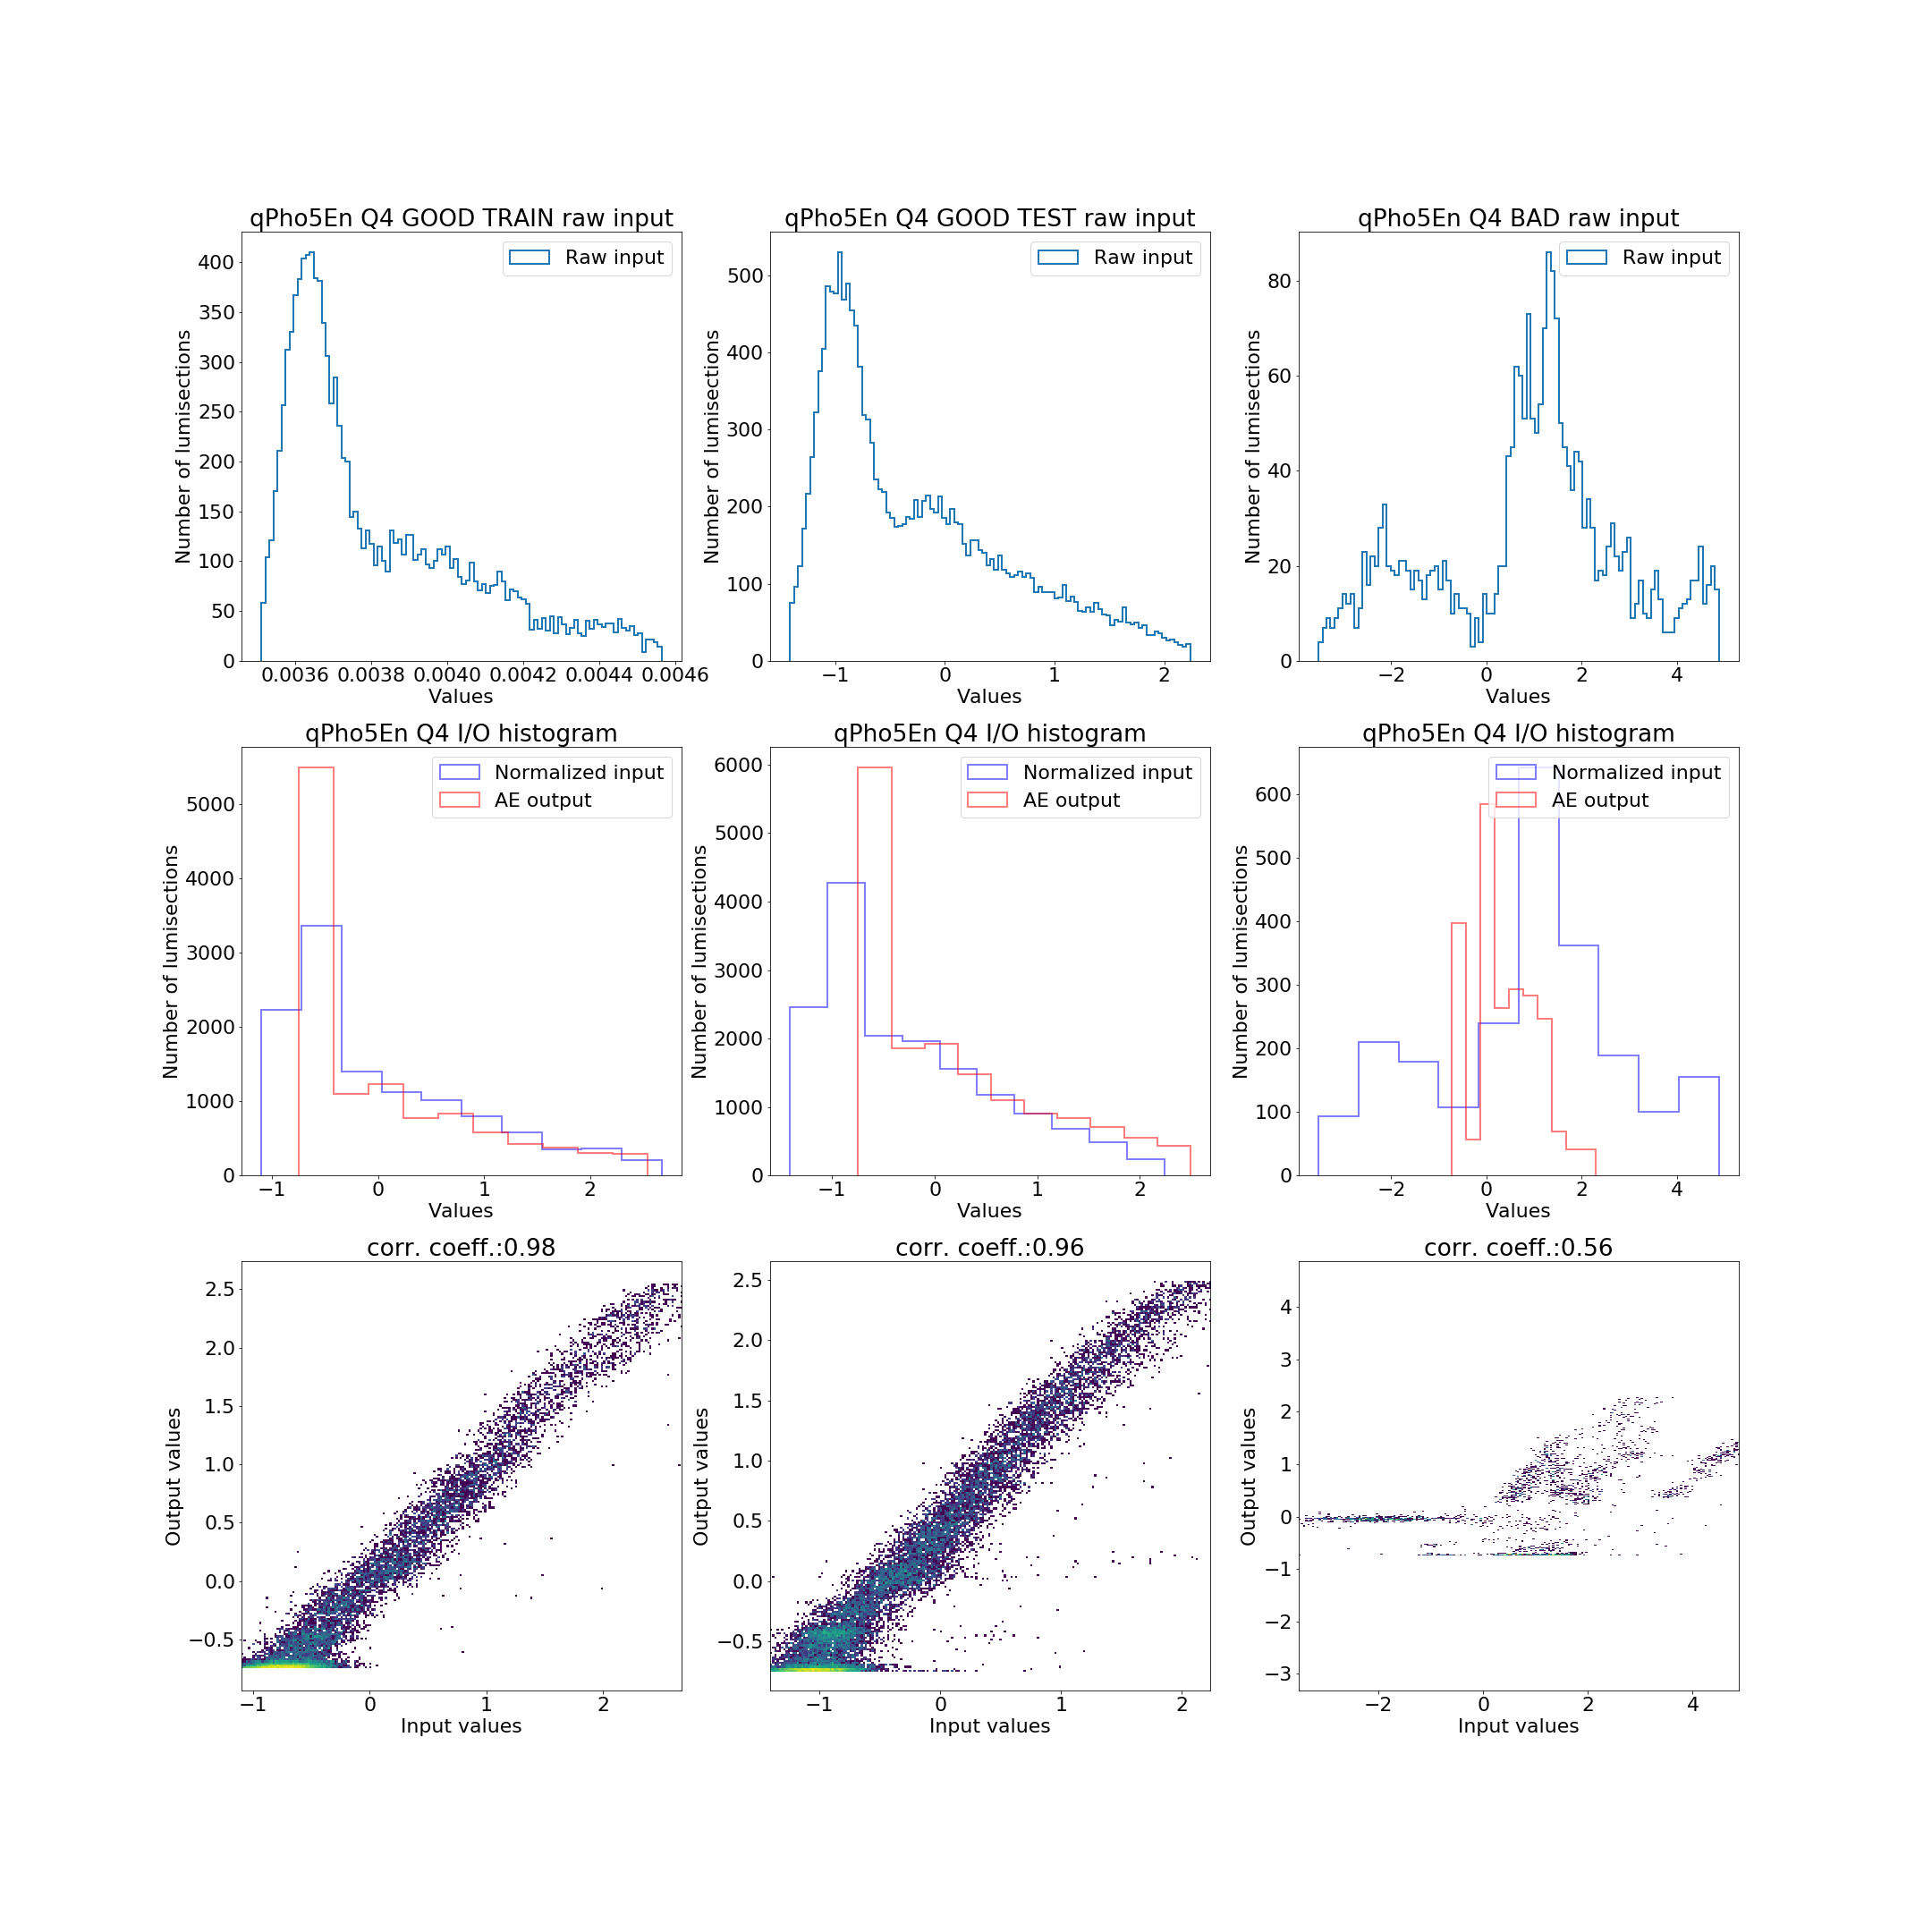 qPho5En Q4 GOOD TRAIN raw input
Raw input
Number of lumisections
400
350
300
250
200
150
100
50
0
0.0036 0.0038 0.0040 0.0042 0.0044 0.0046
Values
qPho5En Q4 GOOD TEST raw input
Raw input
Number of lumisections
500
400
300
200
100
0
−1 0 1 2
Values
qPho5En Q4 BAD raw input
Raw input
Number of lumisections
80
60
40
20
0
−2 0 2 4
Values
qPho5En Q4 I/O histogram
Normalized input
AE output
Number of lumisections
5000
4000
3000
2000
1000
0
−1 0 1 2
Values
qPho5En Q4 I/O histogram
Normalized input
AE output
Number of lumisections
6000
5000
4000
3000
2000
1000
0
−1 0 1 2
Values
qPho5En Q4 I/O histogram
Normalized input
AE output
Number of lumisections
600
500
400
300
200
100
0
−2 0 2 4
Values
corr. coeff.:0.98
Output values
2.5
2.0
1.5
1.0
0.5
0.0
−0.5
−1 0 1 2
Input values
corr. coeff.:0.96
Output values
2.5
2.0
1.5
1.0
0.5
0.0
−0.5
−1 0 1 2
Input values
corr. coeff.:0.56
Output values
4
3
2
1
0
−1
−2
−3
−2 0 2 4
Input values